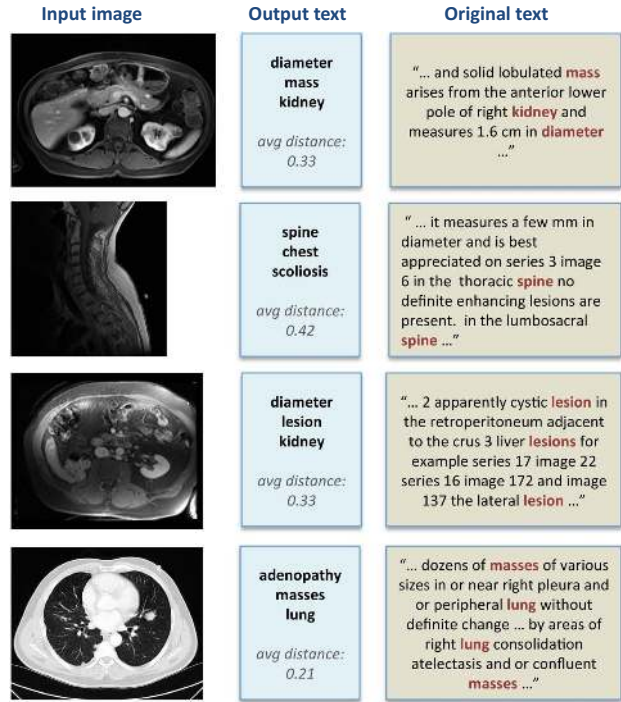 Input image
Output text
Original text
diameter
mass
kidney
avg distance:
0.33
“... and solid lobulated mass
arises from the anterior lower
pole of right kidney and
measures 1.6 cm in diameter
...”
spine
chest
scoliosis
avg distance:
0.42
“ ... it measures a few mm in
diameter and is best
appreciated on series 3 image
6 in the thoracic spine no
definite enhancing lesions are
present. in the lumbosacral
spine ...”
diameter
lesion
kidney
avg distance:
0.33
“... 2 apparently cystic lesion in
the retroperitoneum adjacent
to the crus 3 liver lesions for
example series 17 image 22
series 16 image 172 and image
137 the lateral lesion ...”
adenopathy
masses
lung
avg distance:
0.21
“... dozens of masses of various
sizes in or near right pleura and
or peripheral lung without
definite change ... by areas of
right lung consolidation
atelectasis and or confluent
masses ...”